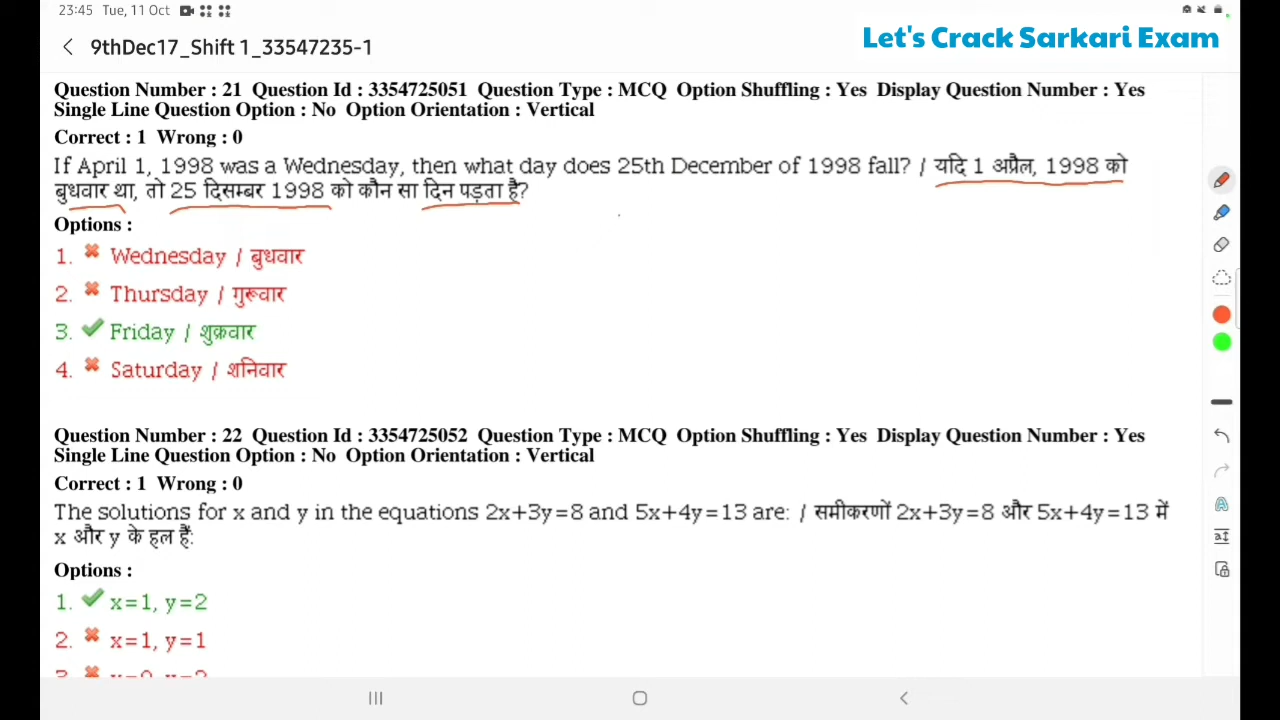 23:45 Tue, 11 Oct
9thDec17_Shift 1_33547235-1
Let's Crack Sarkari Exam
Question Number : 21 Question Id : 3354725051 Question Type : MCQ Option Shuffling : Yes Display Question Number : Yes
Single Line Question Option : No Option Orientation : Vertical
Correct : 1 Wrong : 0
If April 1, 1998 was a Wednesday, then what day does 25th December of 1998 fall? / यदि 1 अप्रैल, 1998 को
बुधवार था, तो 25 दिसम्बर 1998 को कौन सा दिन पड़ता है?
Options :
1. Wednesday / बुधवार
2. Thursday / गुरूवार
3. Friday / शुक्रवार
4. Saturday / शनिवार
Question Number : 22 Question Id : 3354725052 Question Type : MCQ Option Shuffling : Yes Display Question Number : Yes
Single Line Question Option : No Option Orientation : Vertical
Correct : 1 Wrong : 0
The solutions for x and y in the equations 2x+3y=8 and 5x+4y=13 are: / समीकरणों 2x+3y=8 और 5x+4y=13 में
x और y के हल हैं:
Options :
1. x=1, y=2
2. x=1, y=1